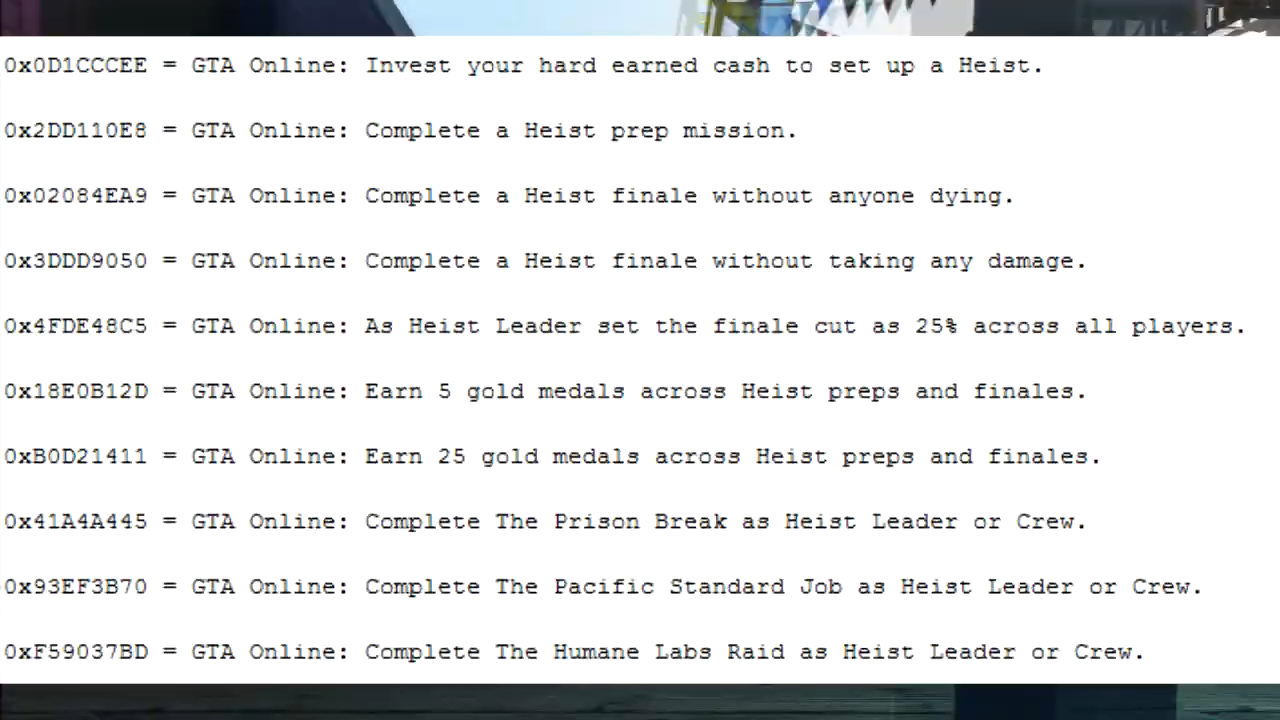 0x0D1CCCEE = GTA Online: Invest your hard earned cash to set up a Heist.
0x2DD110E8 = GTA Online: Complete a Heist prep mission.
0x02084EA9 = GTA Online: Complete a Heist finale without anyone dying.
0x3DDD9050 = GTA Online: Complete a Heist finale without taking any damage.
0x4FDE48C5 = GTA Online: As Heist Leader set the finale cut as 25% across all players.
0x18E0B12D = GTA Online: Earn 5 gold medals across Heist preps and finales.
0xB0D21411 = GTA Online: Earn 25 gold medals across Heist preps and finales.
0x41A4A445 = GTA Online: Complete The Prison Break as Heist Leader or Crew.
0x93EF3B70 = GTA Online: Complete The Pacific Standard Job as Heist Leader or Crew.
0xF59037BD = GTA Online: Complete The Humane Labs Raid as Heist Leader or Crew.